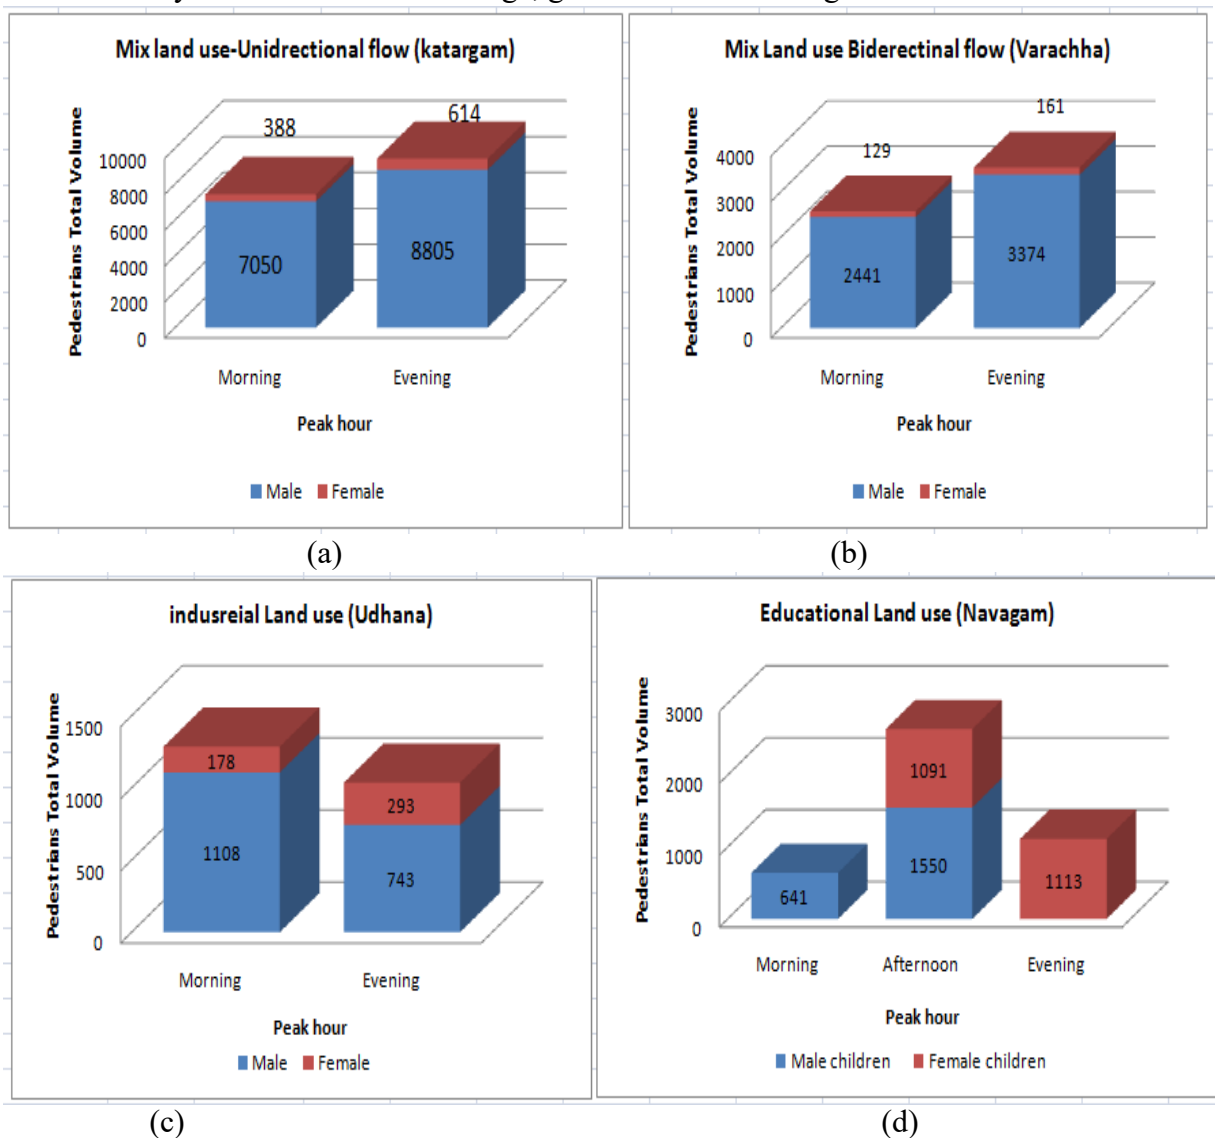 Mix land use-Unidrectional flow (katargam)
Pedestrians Total Volume
10000
8000
6000
4000
2000
0
388
614
7050
8805
Morning Evening
Peak hour
Male Female
(a)
Mix Land use Biderectinal flow (Varachha)
Pedestrians Total Volume
4000
3000
2000
1000
0
129
161
2441
3374
Morning Evening
Peak hour
Male Female
(b)
indusreial Land use (Udhana)
Pedestrians Total Volume
1500
1000
500
0
178
293
1108
743
Morning Evening
Peak hour
Male Female
(c)
Educational Land use (Navagam)
Pedestrians Total Volume
3000
2000
1000
0
641
1091
1550
1113
Morning Afternoon Evening
Peak hour
Male children Female children
(d)